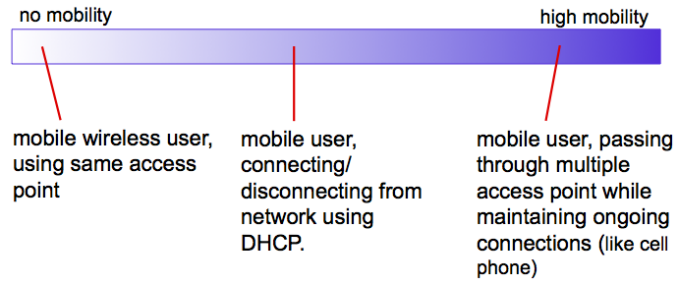 no mobility
high mobility
mobile wireless user,
using same access
point
mobile user,
connecting/
disconnecting from
network using
DHCP.
mobile user, passing
through multiple
access point while
maintaining ongoing
connections (like cell
phone)